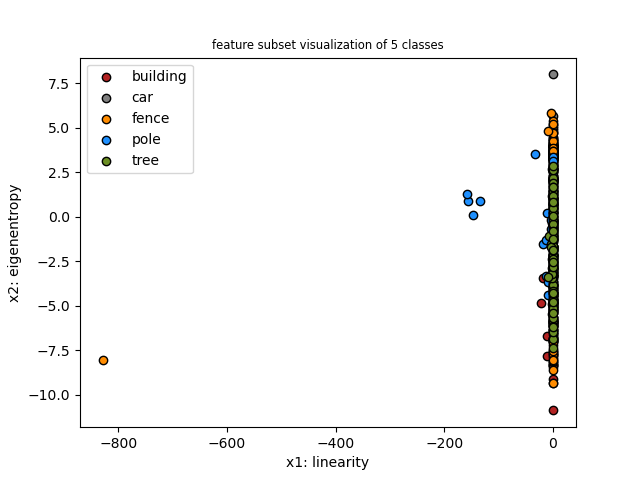 feature subset visualization of 5 classes
building
car
fence
pole
tree
7.5
5.0
2.5
0.0
−2.5
−5.0
−7.5
−10.0
x2: eigenentropy
−800
−600
−400
−200
0
x1: linearity